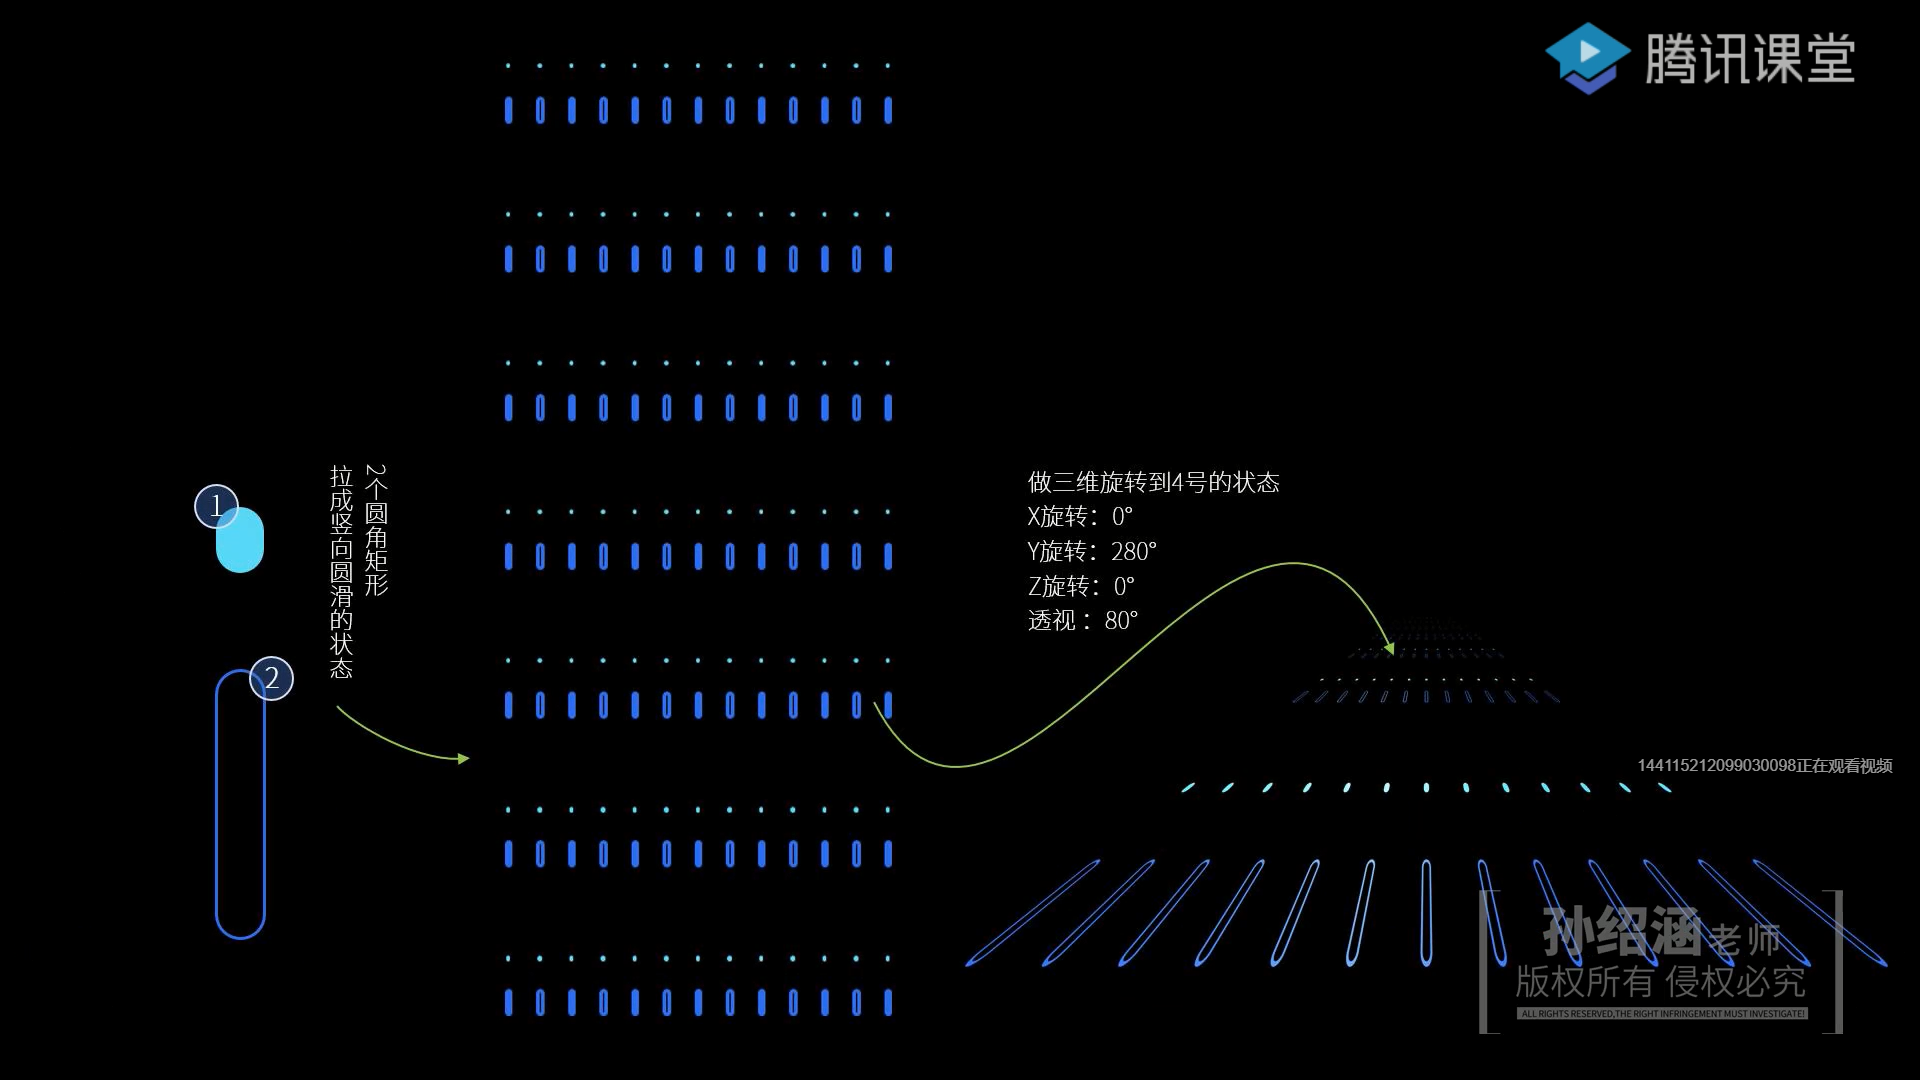 腾讯课堂
1
2
2个圆角矩形
拉成竖向圆滑的状态
做三维旋转到4号的状态
X旋转：0°
Y旋转：280°
Z旋转：0°
透视 ：80°
144115212099030098正在观看视频
孙绍涵老师
版权所有 侵权必究
ALL RIGHTS RESERVED,THE RIGHT INFRINGEMENT MUST INVESTIGATE!